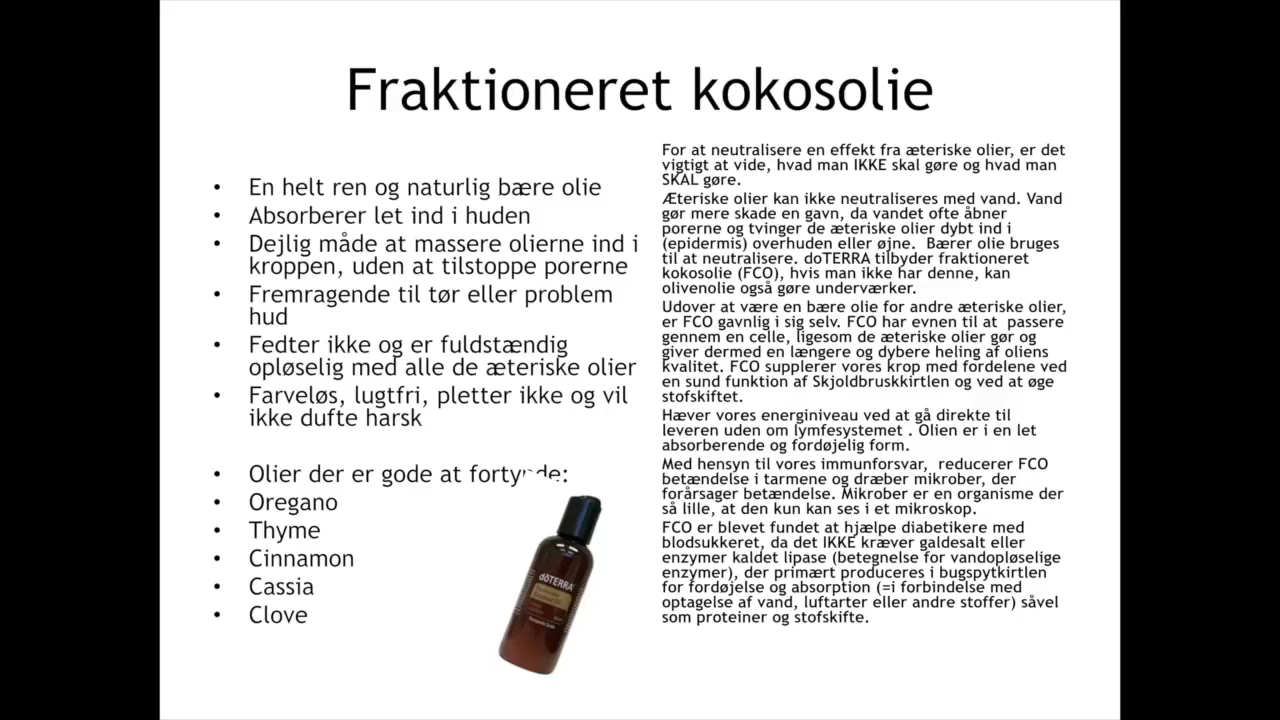 Fraktioneret kokosolie
• En helt ren og naturlig bære olie
• Absorberer let ind i huden
• Dejlig måde at massere olierne ind i
kroppen, uden at tilstoppe porerne
• Fremragende til tør eller problem
hud
• Fedter ikke og er fuldstændig
opløselig med alle de æteriske olier
• Farveløs, lugtfri, pletter ikke og vil
ikke dufte harsk
• Olier der er gode at fortynde:
• Oregano
• Thyme
• Cinnamon
• Cassia
• Clove
For at neutralisere en effekt fra æteriske olier, er det
vigtigt at vide, hvad man IKKE skal gøre og hvad man
SKAL gøre.
Æteriske olier kan ikke neutraliseres med vand. Vand
gør mere skade en gavn, da vandet ofte åbner
porerne og tvinger de æteriske olier dybt ind i
(epidermis) overhuden eller øjne. Bærer olie bruges
til at neutralisere. doTERRA tilbyder fraktioneret
kokosolie (FCO), hvis man ikke har denne, kan
olivenolie også gøre underværker.
Udover at være en bære olie for andre æteriske olier,
er FCO gavnlig i sig selv. FCO har evnen til at passere
gennem en celle, ligesom de æteriske olier gør og
giver dermed en længere og dybere heling af oliens
kvalitet. FCO supplerer vores krop med fordelene ved
en sund funktion af Skjoldbruskkirtlen og ved at øge
stofskiftet.
Hæver vores energiniveau ved at gå direkte til
leveren uden om lymfesystemet . Olien er i en let
absorberende og fordøjelig form.
Med hensyn til vores immunforsvar, reducerer FCO
betændelse i tarmene og dræber mikrober, der
forårsager betændelse. Mikrober er en organisme der
så lille, at den kun kan ses i et mikroskop.
FCO er blevet fundet at hjælpe diabetikere med
blodsukkeret, da det IKKE kræver galdesalt eller
enzymer kaldet lipase (betegnelse for vandopløselige
enzymer), der primært produceres i bugspytkirtlen
for fordøjelse og absorption (=i forbindelse med
optagelse af vand, luftarter eller andre stoffer) såvel
som proteiner og stofskifte.
dōTERRA